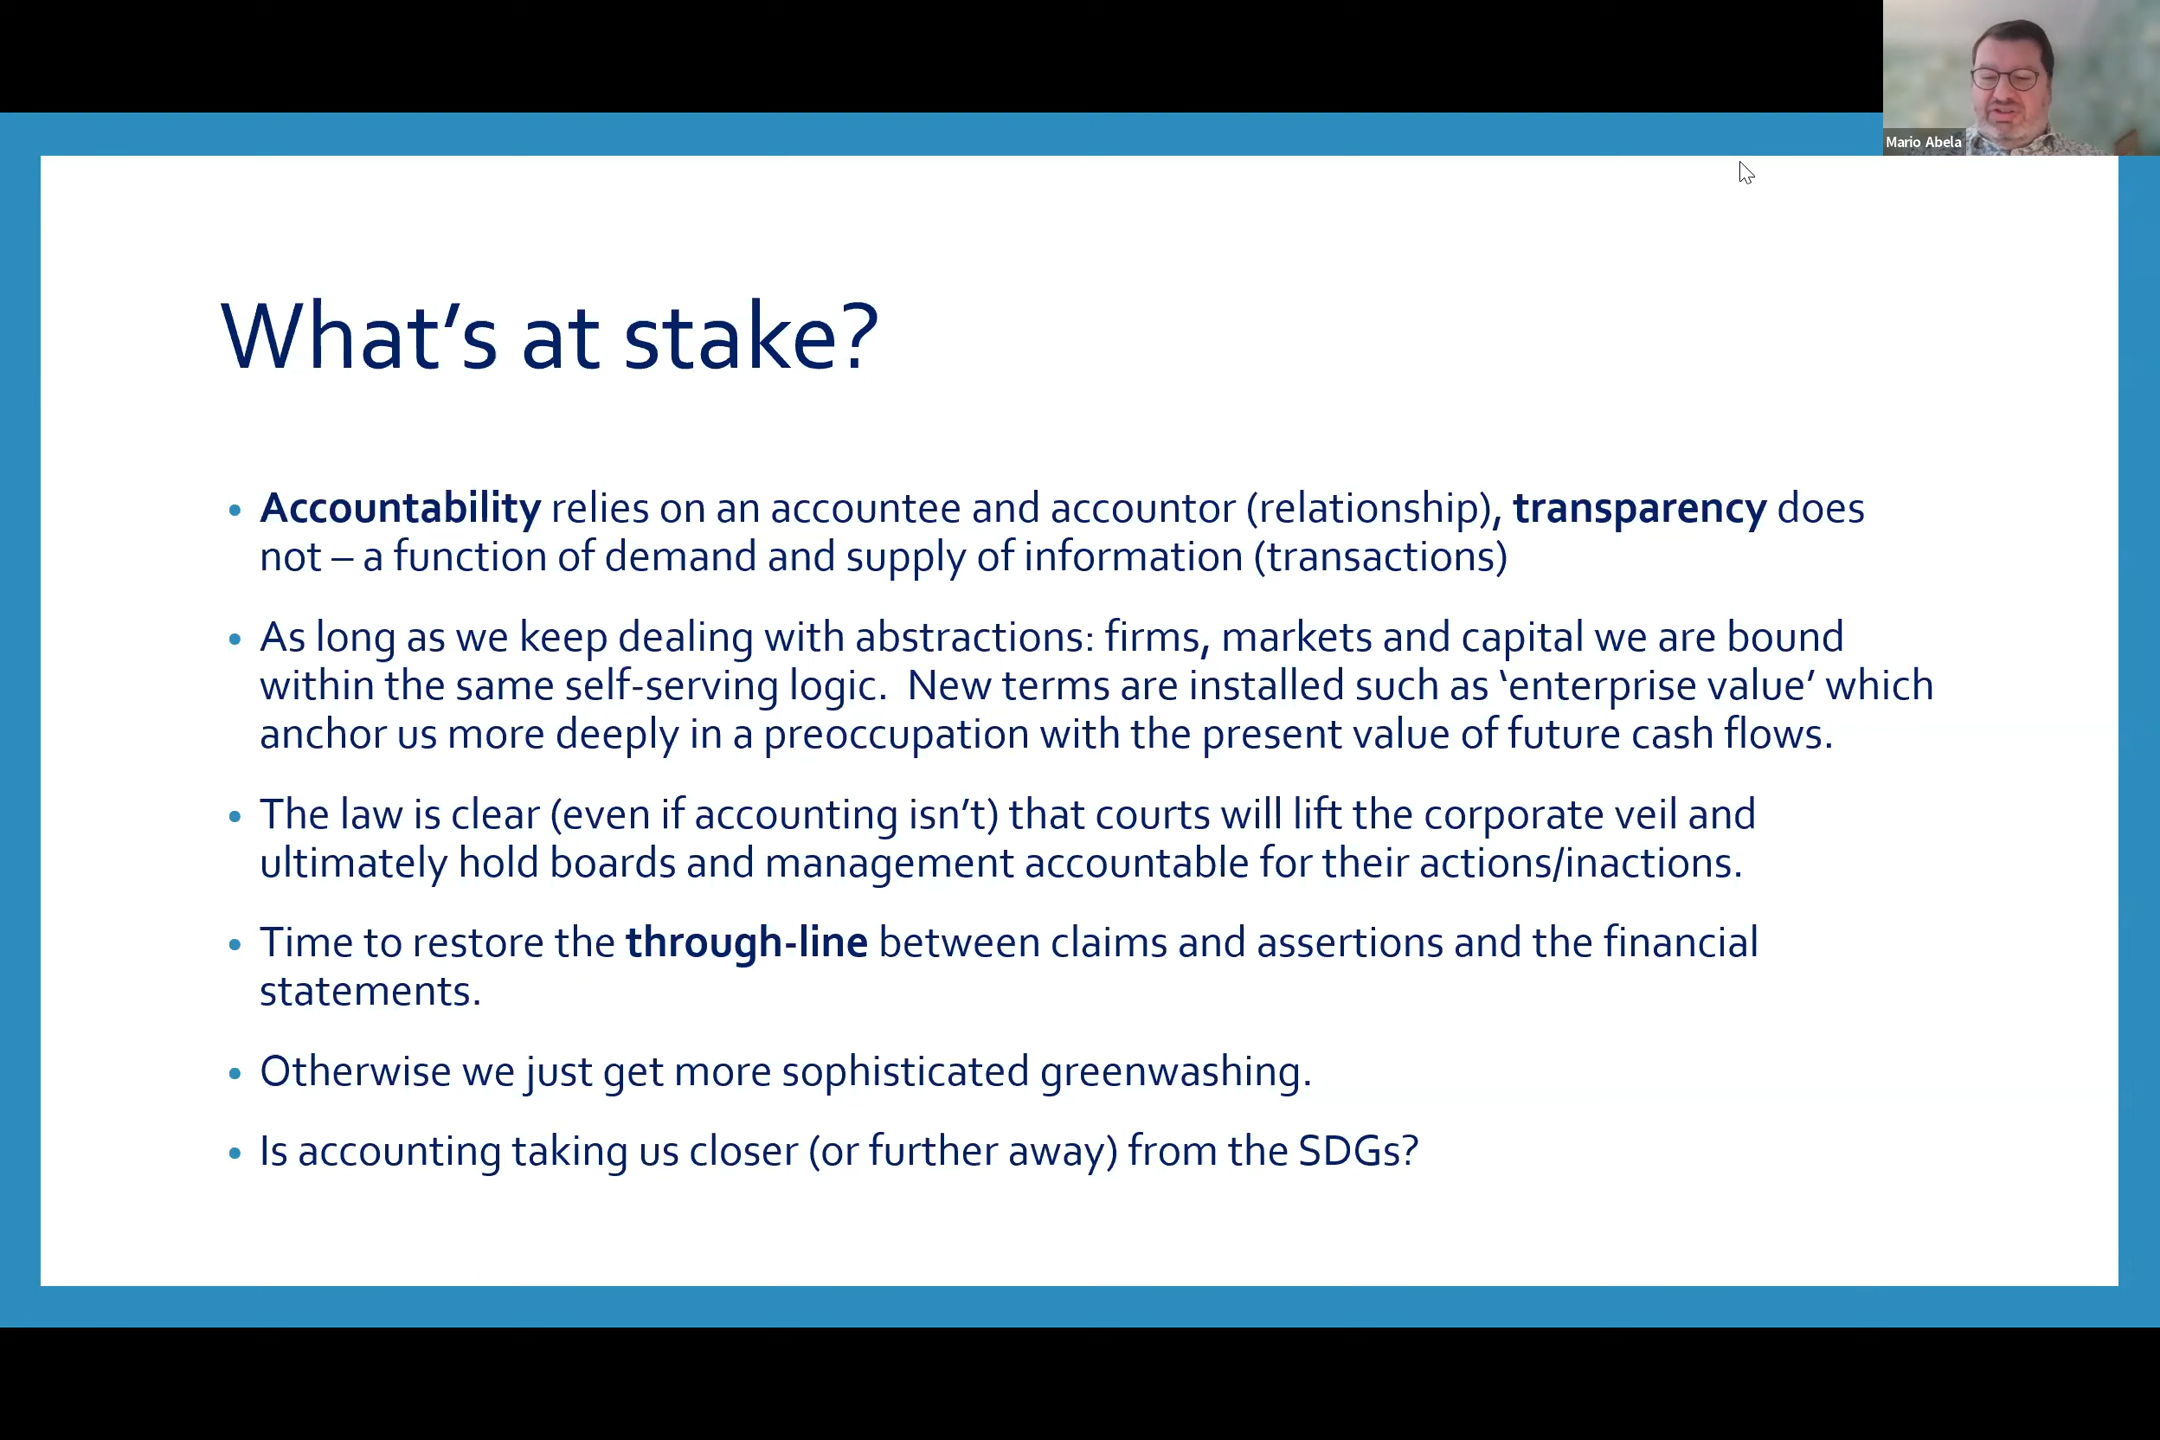 Mario Abela
What’s at stake?
• Accountability relies on an accountee and accountor (relationship), transparency does
not – a function of demand and supply of information (transactions)
• As long as we keep dealing with abstractions: firms, markets and capital we are bound
within the same self-serving logic.  New terms are installed such as ‘enterprise value’ which
anchor us more deeply in a preoccupation with the present value of future cash flows.
• The law is clear (even if accounting isn’t) that courts will lift the corporate veil and
ultimately hold boards and management accountable for their actions/inactions.
• Time to restore the through-line between claims and assertions and the financial
statements.
• Otherwise we just get more sophisticated greenwashing.
• Is accounting taking us closer (or further away) from the SDGs?